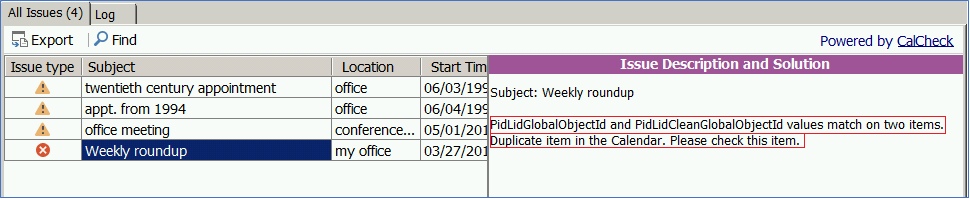 All Issues (4) Log
Export Find Powered by CalCheck
Issue type Subject Location Start Tim Issue Description and Solution
twentieth century appointment office 06/03/199
appt. from 1994 office 06/04/199
office meeting conference... 05/01/201
Weekly roundup my office 03/27/201
Subject: Weekly roundup
PidLidGlobalObjectId and PidLidCleanGlobalObjectId values match on two items.
Duplicate item in the Calendar. Please check this item.